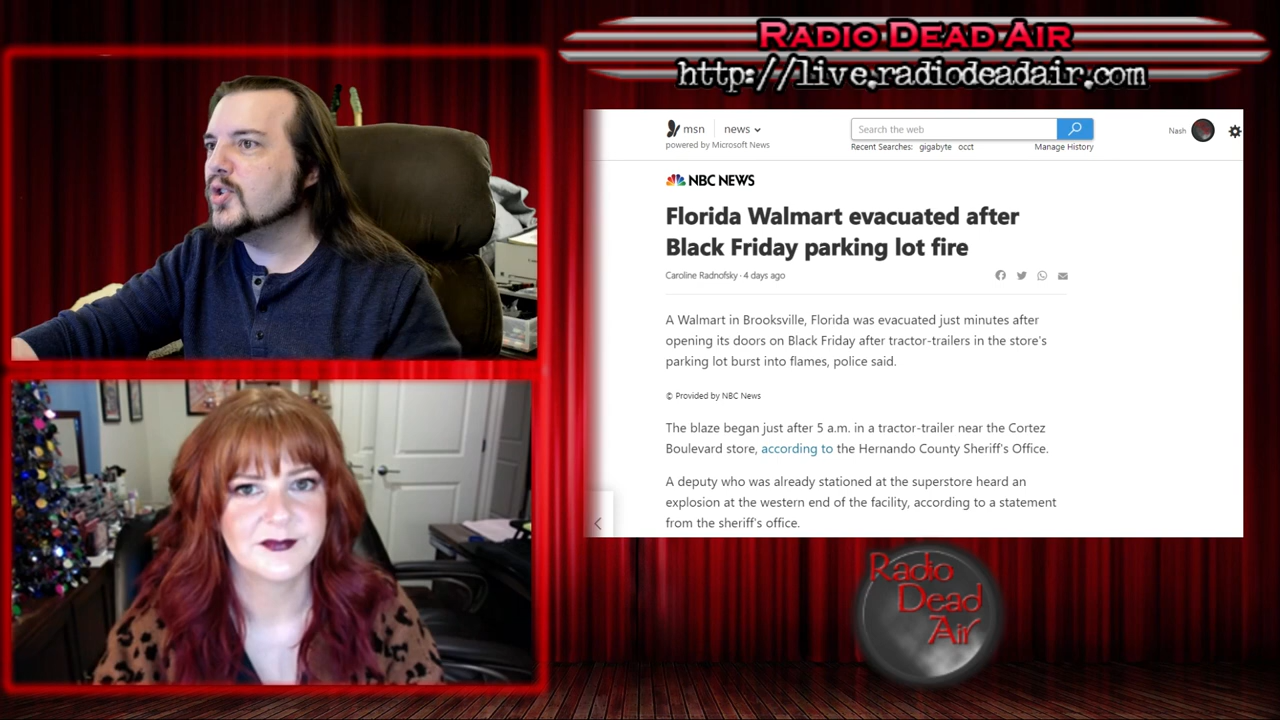 RADIO DEAD AIR
http://live.radiodeadair.com
msn news
powered by Microsoft News
Search the web
Recent Searches: gigabyte occt Manage History
Nash
NBC NEWS
Florida Walmart evacuated after
Black Friday parking lot fire
Caroline Radnofsky · 4 days ago
A Walmart in Brooksville, Florida was evacuated just minutes after
opening its doors on Black Friday after tractor-trailers in the store's
parking lot burst into flames, police said.
© Provided by NBC News
The blaze began just after 5 a.m. in a tractor-trailer near the Cortez
Boulevard store, according to the Hernando County Sheriff's Office.
A deputy who was already stationed at the superstore heard an
explosion at the western end of the facility, according to a statement
from the sheriff's office.
Radio
Dead
Air